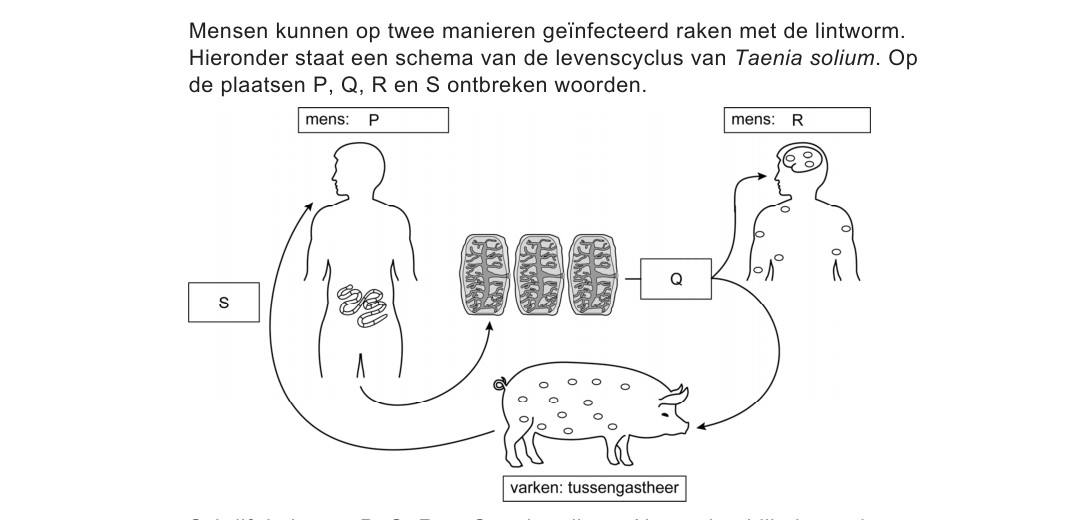 Mensen kunnen op twee manieren geïnfecteerd raken met de lintworm.
Hieronder staat een schema van de levenscyclus van Taenia solium. Op
de plaatsen P, Q, R en S ontbreken woorden.
mens: P
mens: R
Q
S
varken: tussengastheer